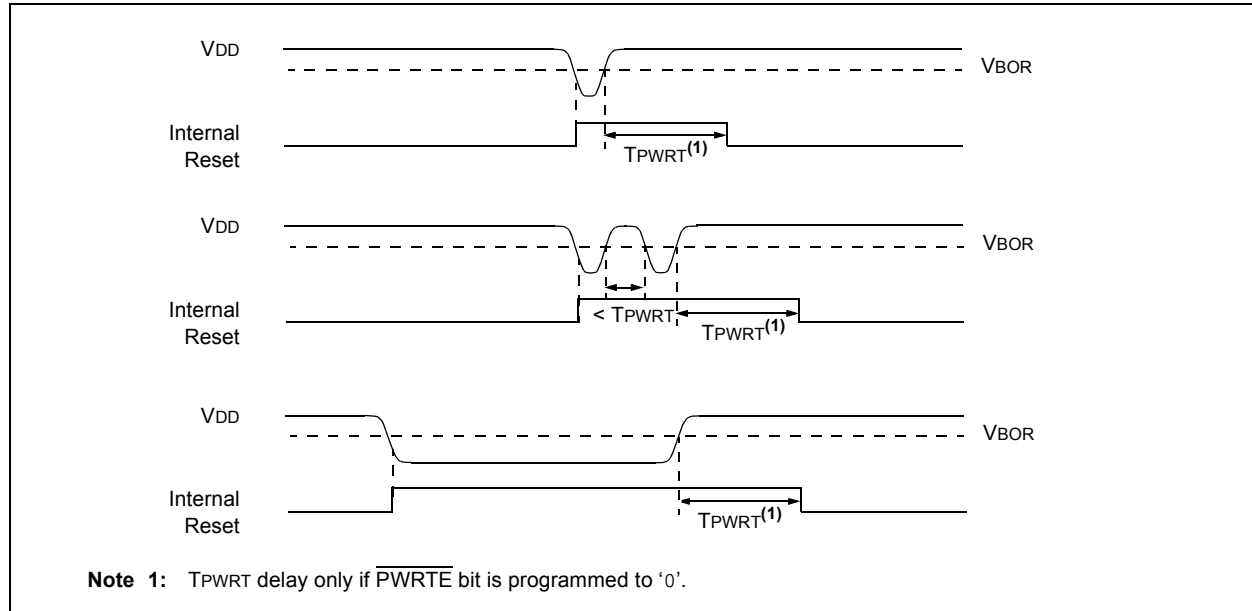 VDD
VBOR
Internal
Reset
TPWRT(1)
VDD
VBOR
Internal
Reset
< TPWRT
TPWRT(1)
VDD
VBOR
Internal
Reset
TPWRT(1)
Note 1: TPWRT delay only if PWRTE bit is programmed to ‘0’.